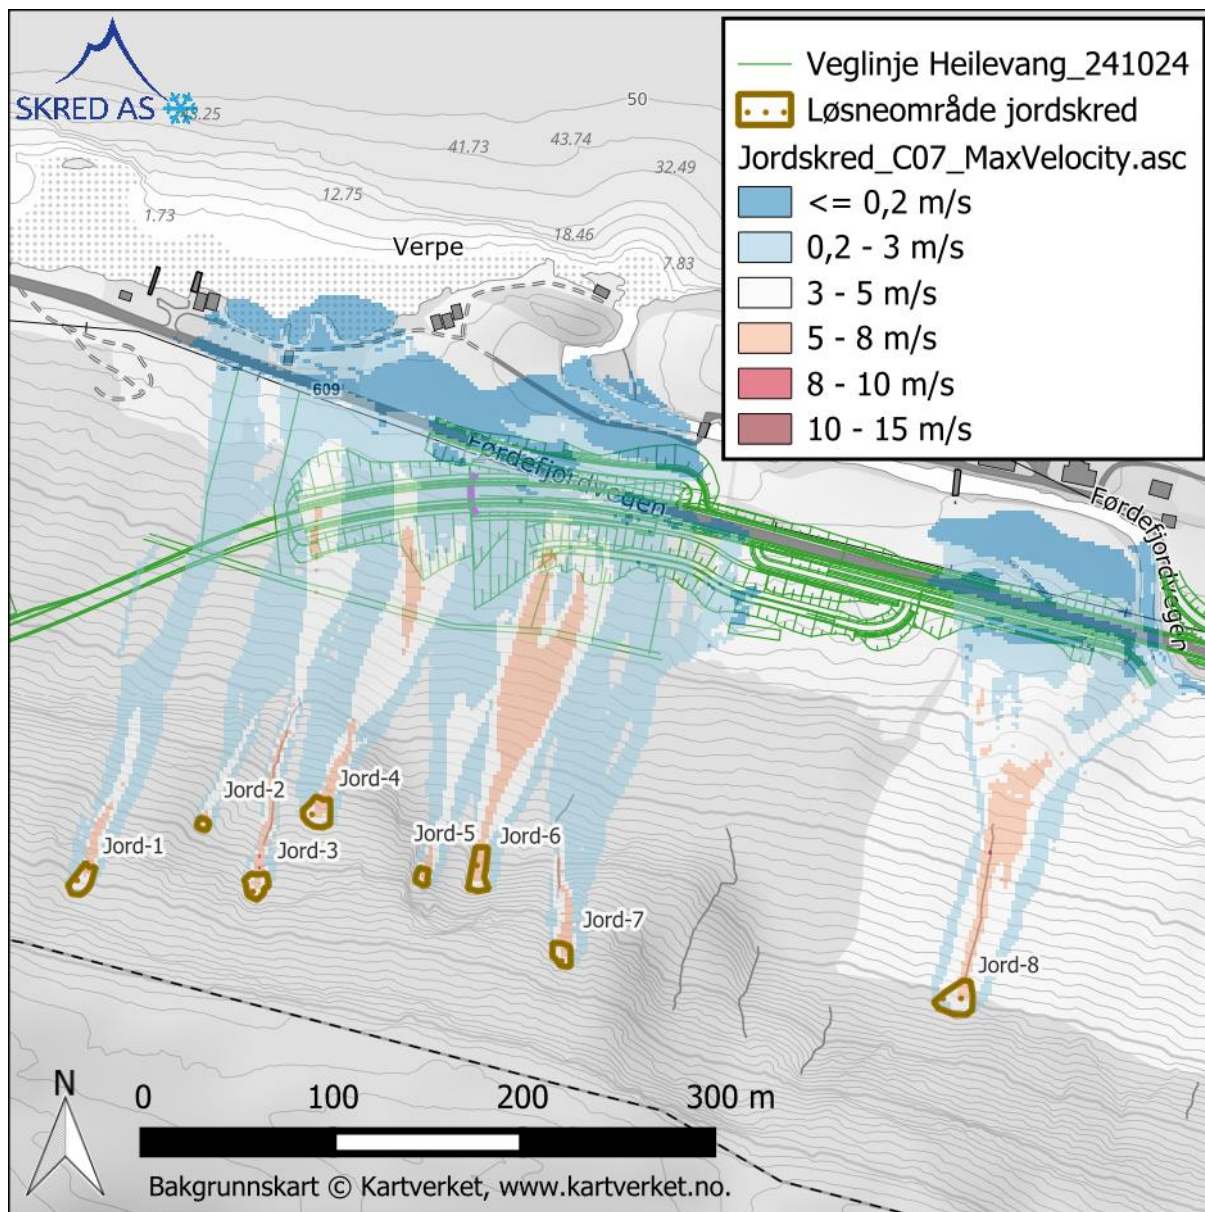 SKRED AS
Veglinje Heilevang_241024
Løsneområde jordskred
Jordskred_C07_MaxVelocity.asc
<= 0,2 m/s
0,2 - 3 m/s
3 - 5 m/s
5 - 8 m/s
8 - 10 m/s
10 - 15 m/s
50
43.74
41.73
32.49
12.75
1.73
18.46
7.83
Verpe
609
Førdefjordvegen
Førdefjordvegen
Jord-1
Jord-2
Jord-3
Jord-4
Jord-5
Jord-6
Jord-7
Jord-8
N
0 100 200 300 m
Bakgrunnskart © Kartverket, www.kartverket.no.